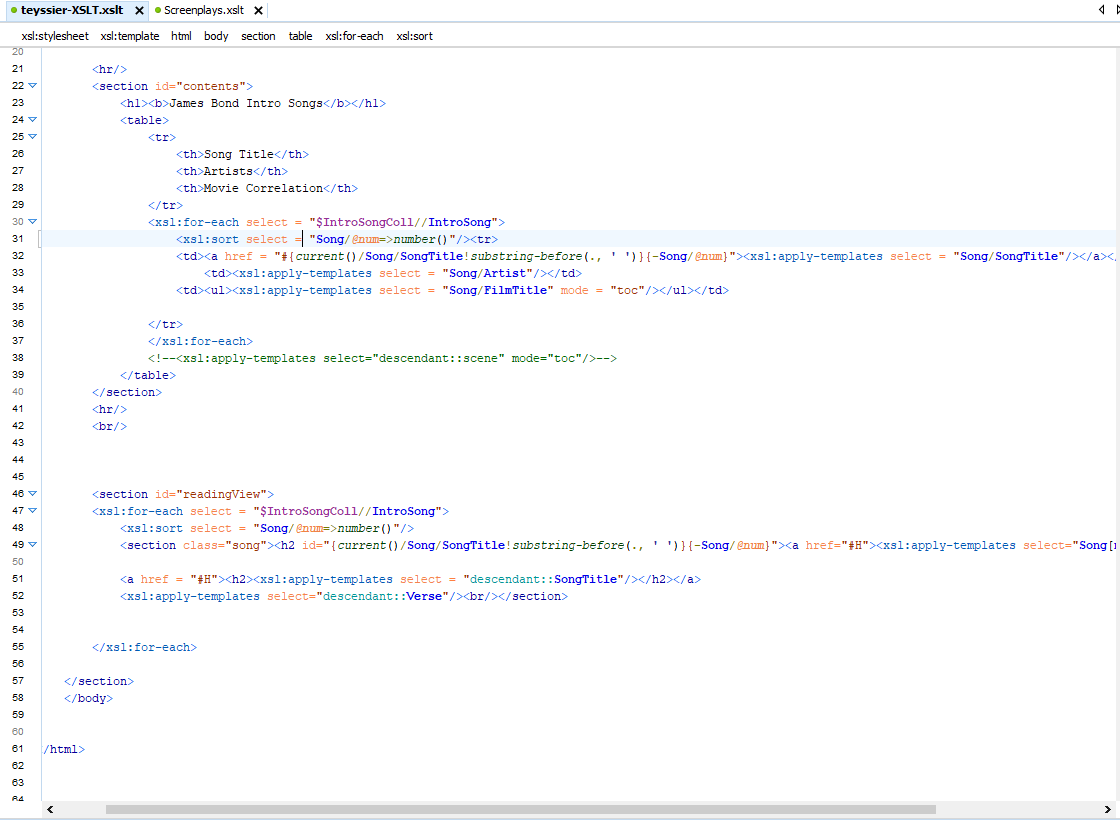 teyssier-XSLT.xslt Screenplays.xslt
xsl:stylesheet xsl:template html body section table xsl:for-each xsl:sort
20
21 <hr/>
22 <section id="contents">
23 <h1><b>James Bond Intro Songs</b></h1>
24 <table>
25 <tr>
26 <th>Song Title</th>
27 <th>Artists</th>
28 <th>Movie Correlation</th>
29 </tr>
30 <xsl:for-each select = "$IntroSongColl//IntroSong">
31 <xsl:sort select = "Song/@num=>number()"/><tr>
32 <td><a href = "#{current()/Song/SongTitle!substring-before(., ' ')}{-Song/@num}"><xsl:apply-templates select = "Song/SongTitle"/></a><
33 <td><xsl:apply-templates select = "Song/Artist"/></td>
34 <td><ul><xsl:apply-templates select = "Song/FilmTitle" mode = "toc"/></ul></td>
35
36 </tr>
37 </xsl:for-each>
38 <!--<xsl:apply-templates select="descendant::scene" mode="toc"/>-->
39 </table>
40 </section>
41 <hr/>
42 <br/>
43
44
45
46 <section id="readingView">
47 <xsl:for-each select = "$IntroSongColl//IntroSong">
48 <xsl:sort select = "Song/@num=>number()"/>
49 <section class="song"><h2 id="{current()/Song/SongTitle!substring-before(., ' ')}{-Song/@num}"><a href="#H"><xsl:apply-templates select="Song[
50
51 <a href = "#H"><h2><xsl:apply-templates select = "descendant::SongTitle"/></h2></a>
52 <xsl:apply-templates select="descendant::Verse"/><br/></section>
53
54
55 </xsl:for-each>
56
57 </section>
58 </body>
59
60
61 /html>
62
63
64